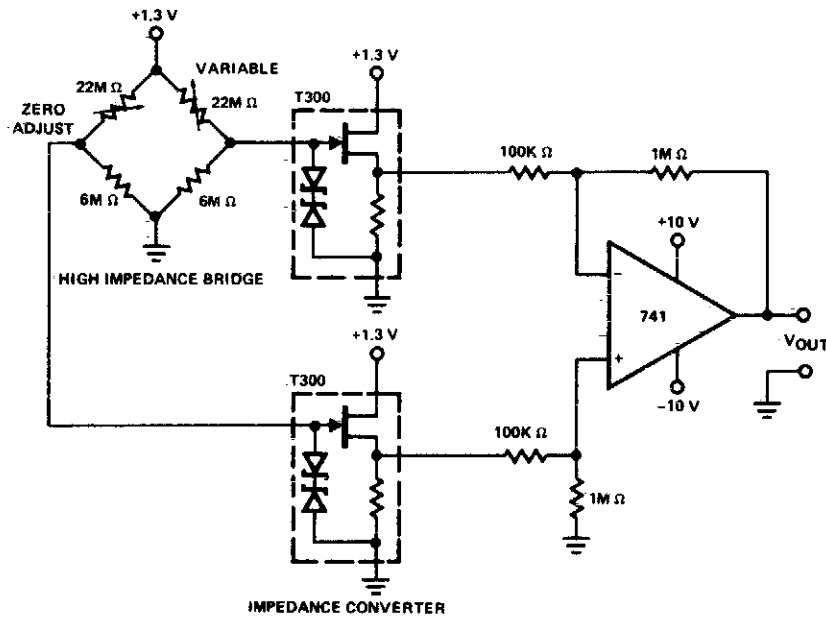 +1.3 V
22M Ω
VARIABLE
22M Ω
ZERO
ADJUST
6M Ω
6M Ω
HIGH IMPEDANCE BRIDGE
+1.3 V
T300
100K Ω
1M Ω
+10 V
-
741
+
-10 V
VOUT
+1.3 V
T300
100K Ω
1M Ω
IMPEDANCE CONVERTER